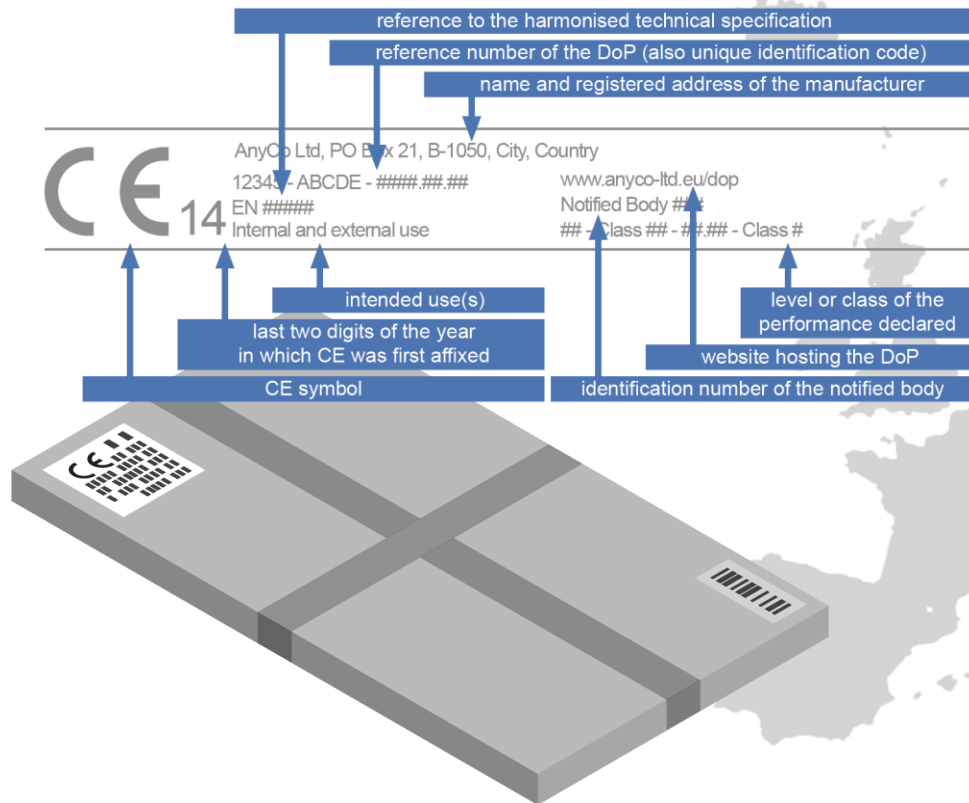 reference to the harmonised technical specification
reference number of the DoP (also unique identification code)
name and registered address of the manufacturer
CE 14
AnyCo Ltd, PO Box 21, B-1050, City, Country
12345 - ABCDE - ####.##.##
EN #####
Internal and external use
www.anyco-ltd.eu/dop
Notified Body ###
## - Class ## - ##.## - Class #
intended use(s)
last two digits of the year
in which CE was first affixed
CE symbol
level or class of the
performance declared
website hosting the DoP
identification number of the notified body
CE